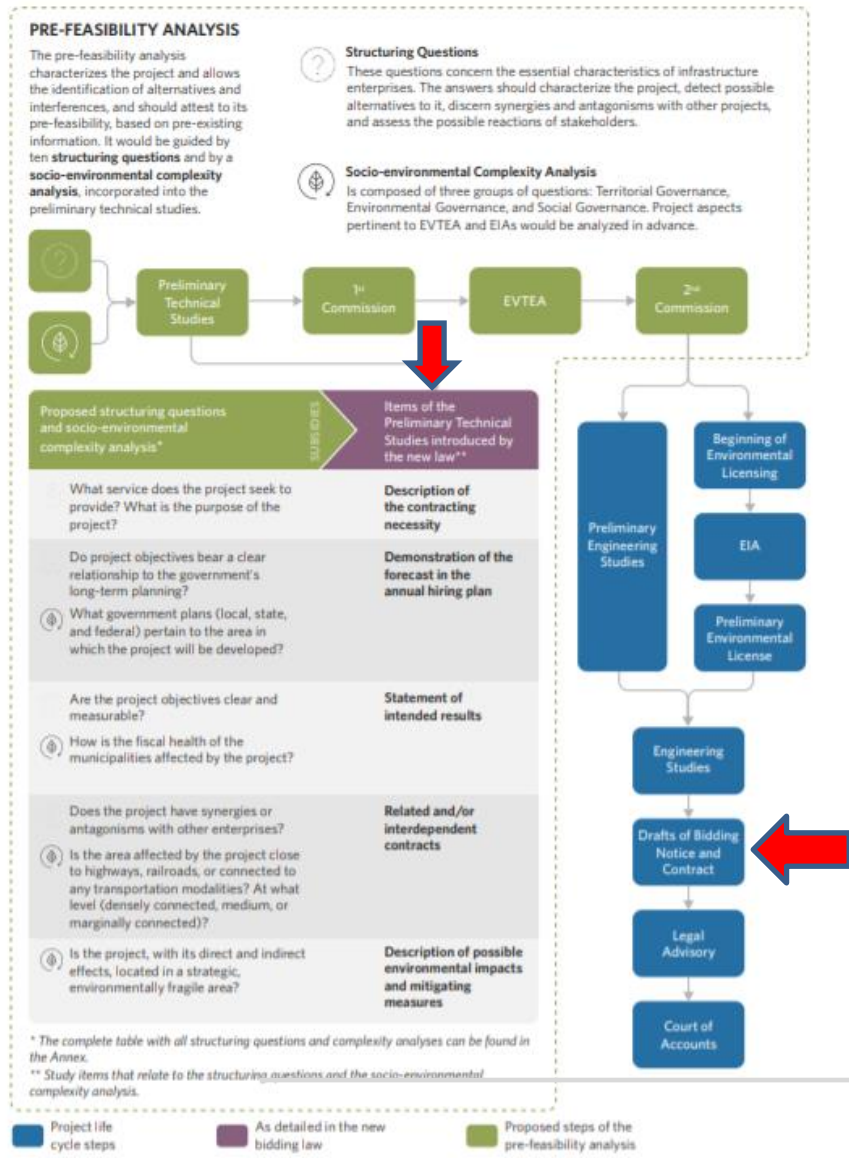 PRE-FEASIBILITY ANALYSIS
The pre-feasibility analysis
characterizes the project and allows
the identification of alternatives and
interferences, and should attest to its
pre-feasibility, based on pre-existing
information. It would be guided by
ten structuring questions and by a
socio-environmental complexity
analysis, incorporated into the
preliminary technical studies.
?
Structuring Questions
These questions concern the essential characteristics of infrastructure
enterprises. The answers should characterize the project, detect possible
alternatives to it, discern synergies and antagonisms with other projects,
and assess the possible reactions of stakeholders.
Socio-environmental Complexity Analysis
Is composed of three groups of questions: Territorial Governance,
Environmental Governance, and Social Governance. Project aspects
pertinent to EVTEA and EIAs would be analyzed in advance.
?
Preliminary
Technical
Studies
1st
Commission
EVTEA
2nd
Commission
Proposed structuring questions
and socio-environmental
complexity analysis*
SUBSIDIES
Items of the
Preliminary Technical
Studies introduced by
the new law**
What service does the project seek to
provide? What is the purpose of the
project?
Description of
the contracting
necessity
Do project objectives bear a clear
relationship to the government's
long-term planning?
What government plans (local, state,
and federal) pertain to the area in
which the project will be developed?
Demonstration of the
forecast in the
annual hiring plan
Are the project objectives clear and
measurable?
How is the fiscal health of the
municipalities affected by the project?
Statement of
intended results
Does the project have synergies or
antagonisms with other enterprises?
Is the area affected by the project close
to highways, railroads, or connected to
any transportation modalities? At what
level (densely connected, medium, or
marginally connected)?
Related and/or
interdependent
contracts
Is the project, with its direct and indirect
effects, located in a strategic,
environmentally fragile area?
Description of possible
environmental impacts
and mitigating
measures
* The complete table with all structuring questions and complexity analyses can be found in
the Annex.
** Study items that relate to the structuring questions and the socio-environmental
complexity analysis.
Preliminary
Engineering
Studies
Beginning of
Environmental
Licensing
EIA
Preliminary
Environmental
License
Engineering
Studies
Drafts of Bidding
Notice and
Contract
Legal
Advisory
Court of
Accounts
Project life
cycle steps
As detailed in the new
bidding law
Proposed steps of the
pre-feasibility analysis